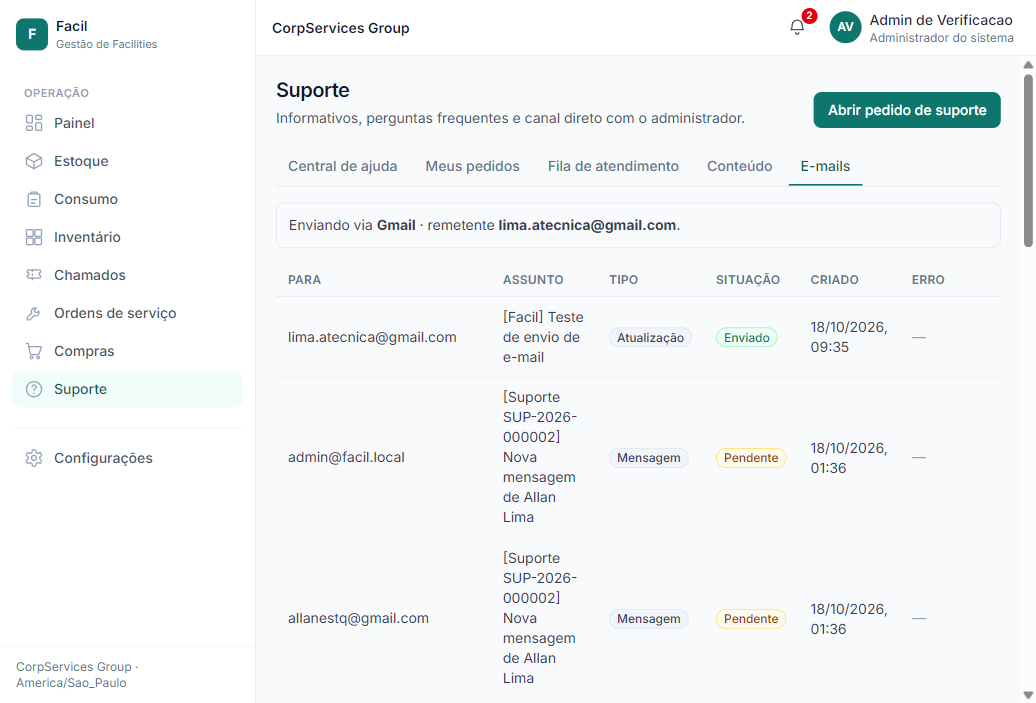 F
Facil
Gestão de Facilities
OPERAÇÃO
Painel
Estoque
Consumo
Inventário
Chamados
Ordens de serviço
Compras
Suporte
Configurações
CorpServices Group ·
America/Sao_Paulo
CorpServices Group
2
AV
Admin de Verificacao
Administrador do sistema
Suporte
Informativos, perguntas frequentes e canal direto com o administrador.
Abrir pedido de suporte
Central de ajuda
Meus pedidos
Fila de atendimento
Conteúdo
E-mails
Enviando via Gmail · remetente lima.atecnica@gmail.com.
PARA ASSUNTO TIPO SITUAÇÃO CRIADO ERRO
lima.atecnica@gmail.com
[Facil] Teste
de envio de
e-mail
Atualização
Enviado
18/10/2026,
09:35
—
admin@facil.local
[Suporte
SUP-2026-
000002]
Nova
mensagem
de Allan
Lima
Mensagem
Pendente
18/10/2026,
01:36
—
allanestq@gmail.com
[Suporte
SUP-2026-
000002]
Nova
mensagem
de Allan
Lima
Mensagem
Pendente
18/10/2026,
01:36
—